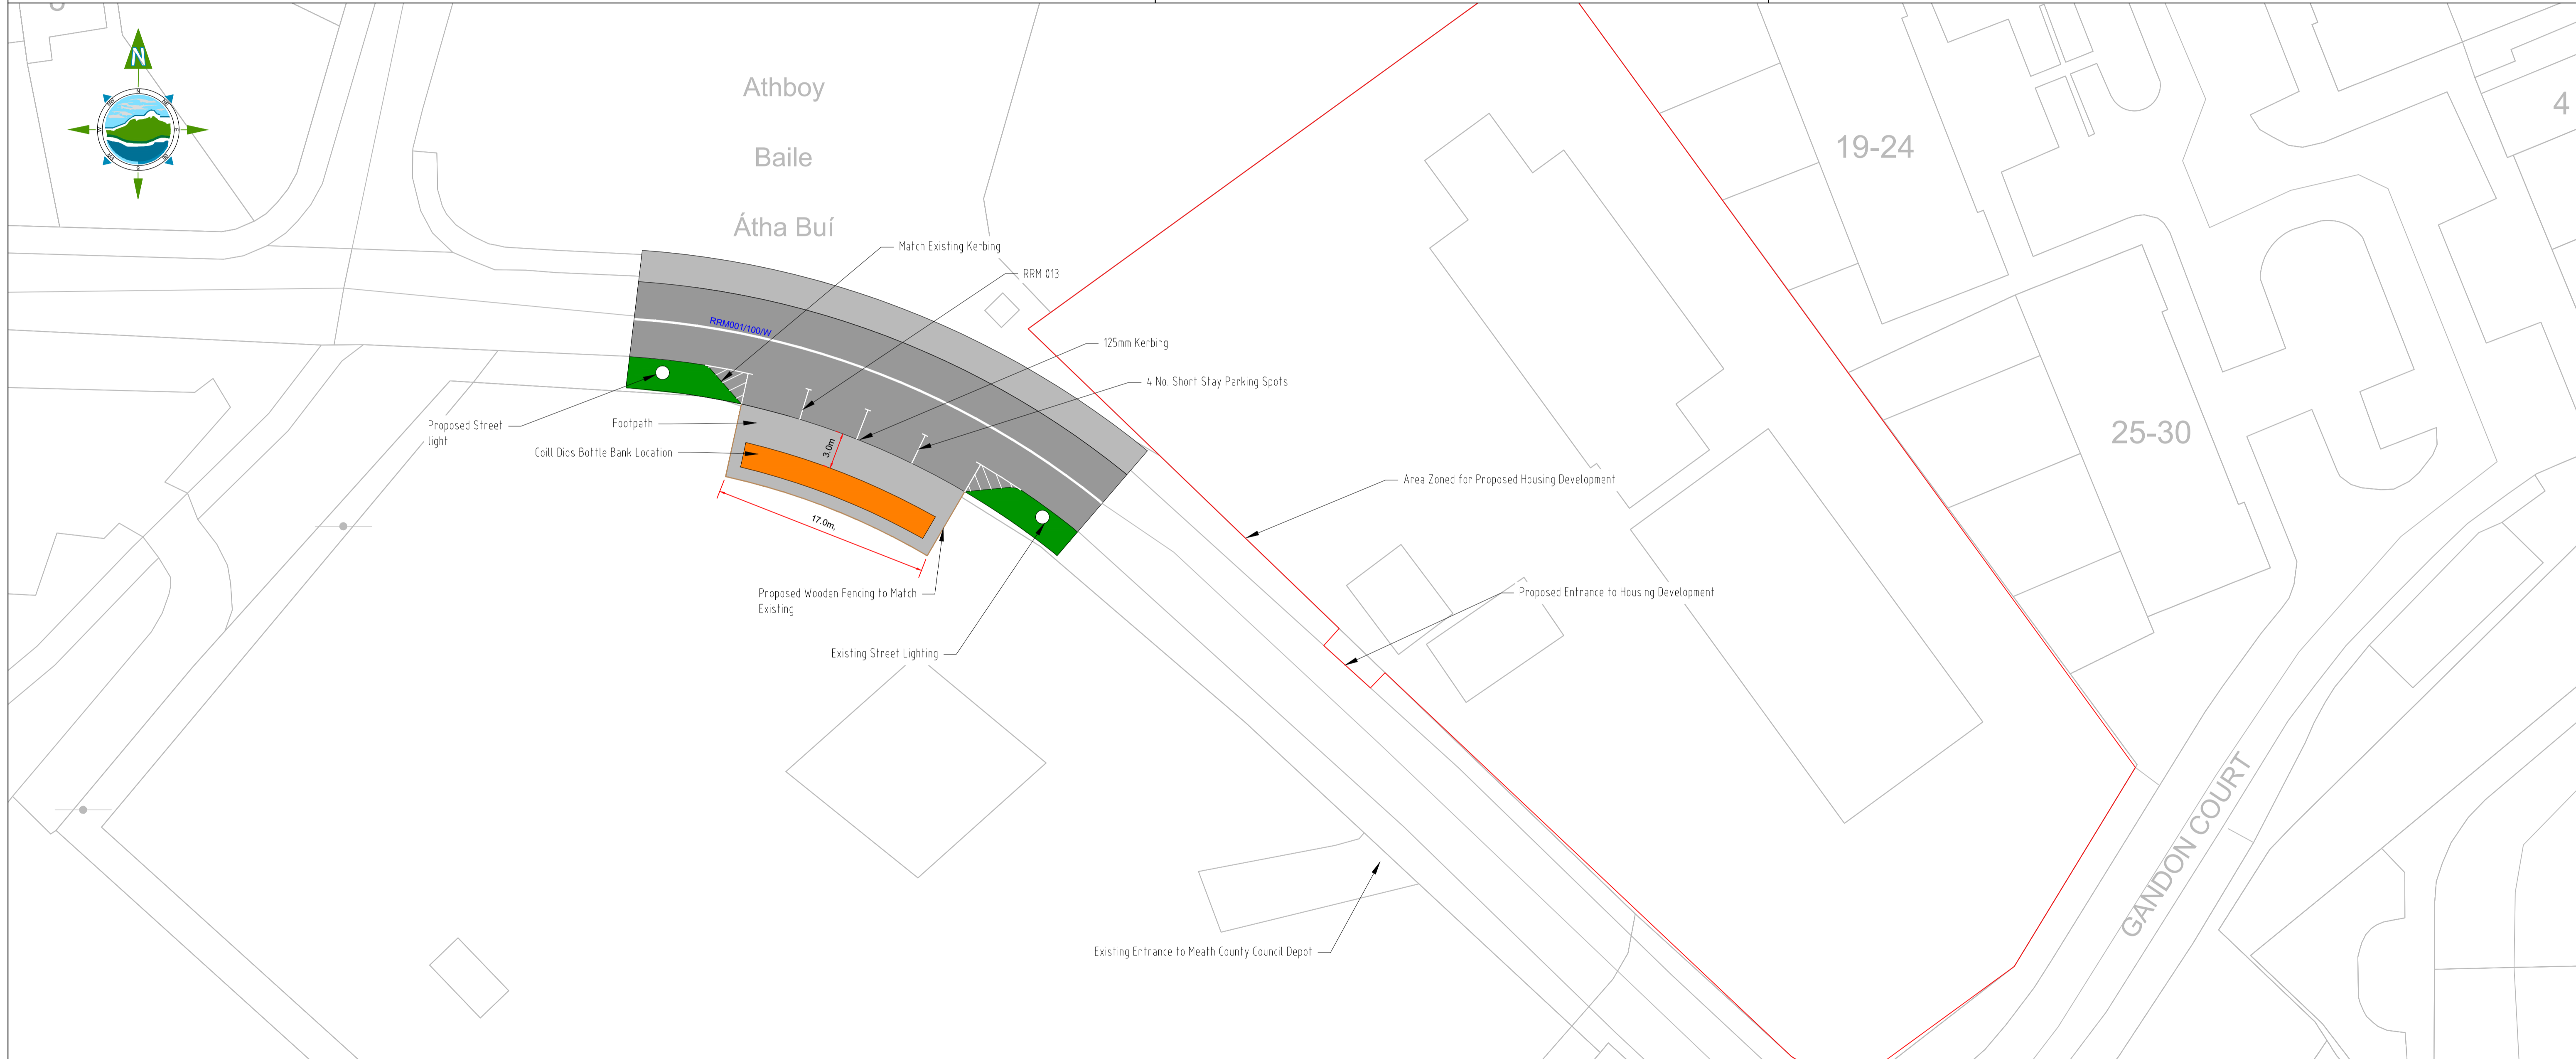 N
Athboy
Baile
Átha Buí
19-24
4
25-30
Match Existing Kerbing
RRM 013
RRM001/100/W
125mm Kerbing
4 No. Short Stay Parking Spots
Proposed Street
light
Footpath
Coill Dios Bottle Bank Location
3.0m
17.0m,
Area Zoned for Proposed Housing Development
Proposed Wooden Fencing to Match
Existing
Proposed Entrance to Housing Development
Existing Street Lighting
Existing Entrance to Meath County Council Depot
GANDON COURT